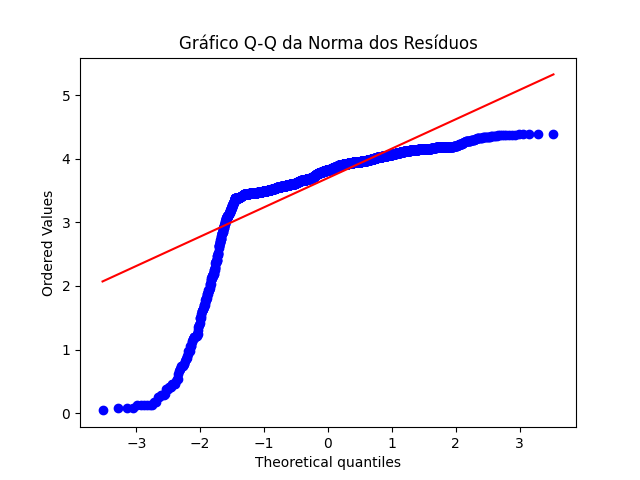 Gráfico Q-Q da Norma dos Resíduos
5
4
3
2
1
0
Ordered Values
−3 −2 −1 0 1 2 3
Theoretical quantiles